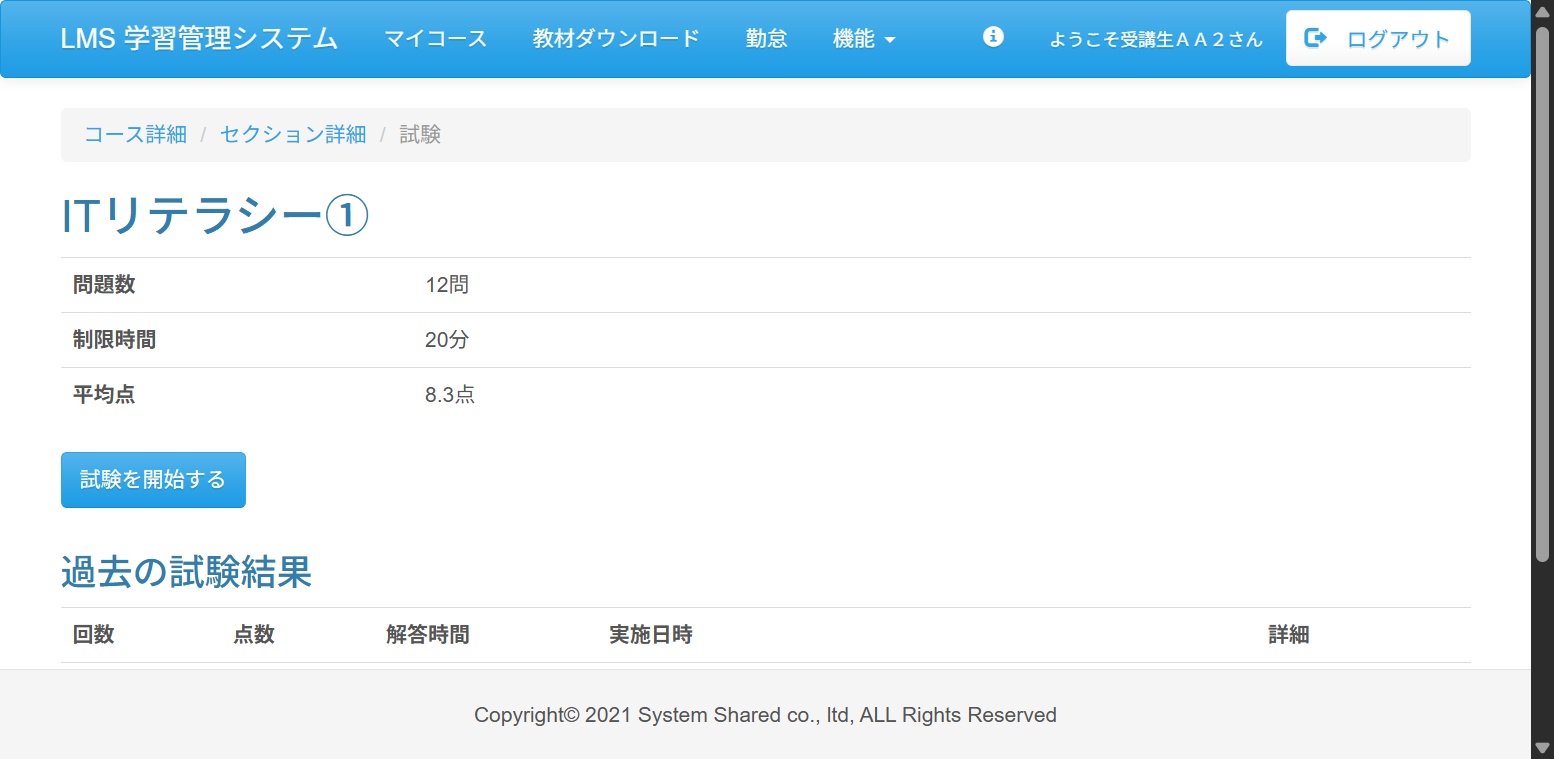 LMS 学習管理システム マイコース 教材ダウンロード 勤怠 機能 ようこそ受講生ＡＡ２さん ログアウト
コース詳細 / セクション詳細 / 試験
ITリテラシー①
問題数 12問
制限時間 20分
平均点 8.3点
試験を開始する
過去の試験結果
回数 点数 解答時間 実施日時 詳細
Copyright© 2021 System Shared co., ltd, ALL Rights Reserved